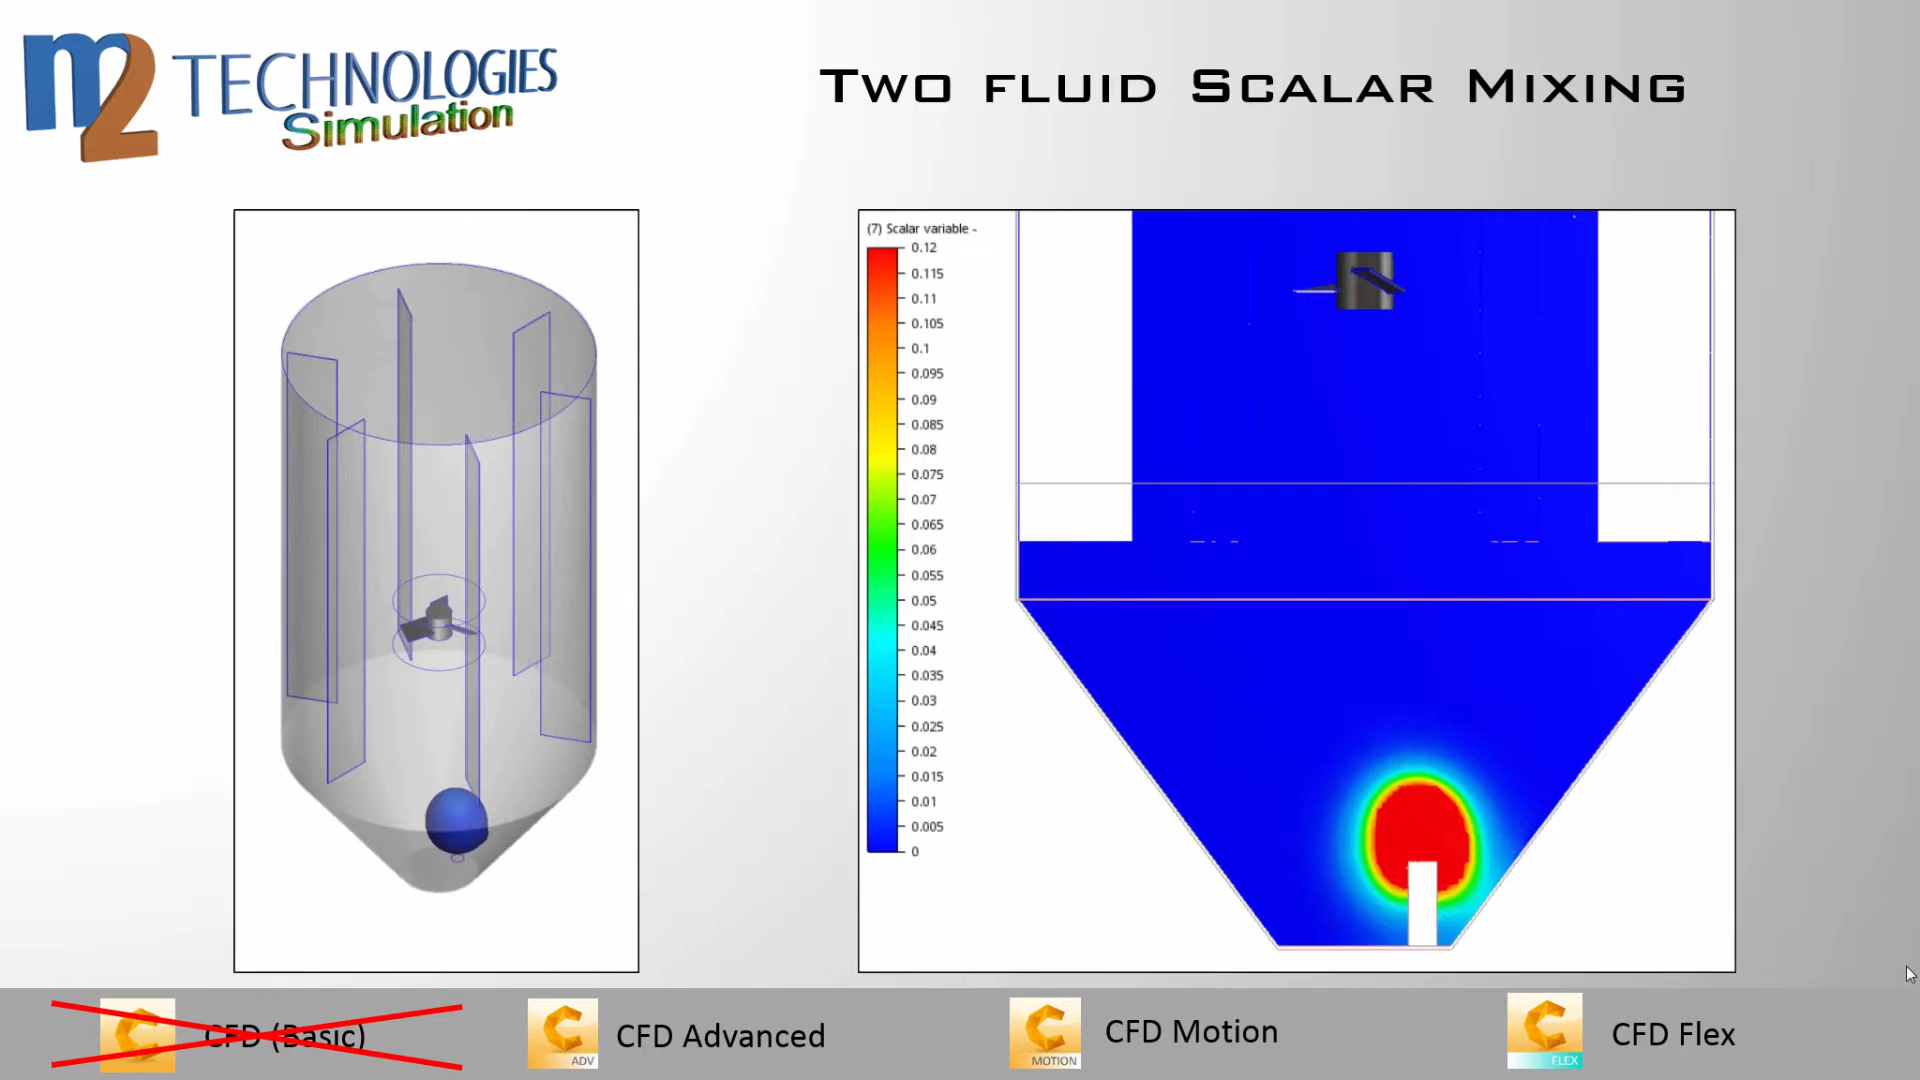 m2 TECHNOLOGIES
Simulation
Two fluid Scalar Mixing
(7) Scalar variable -
0.12
0.115
0.11
0.105
0.1
0.095
0.09
0.085
0.08
0.075
0.07
0.065
0.06
0.055
0.05
0.045
0.04
0.035
0.03
0.025
0.02
0.015
0.01
0.005
0
CFD (Basic)
ADV
CFD Advanced
MOTION
CFD Motion
FLEX
CFD Flex